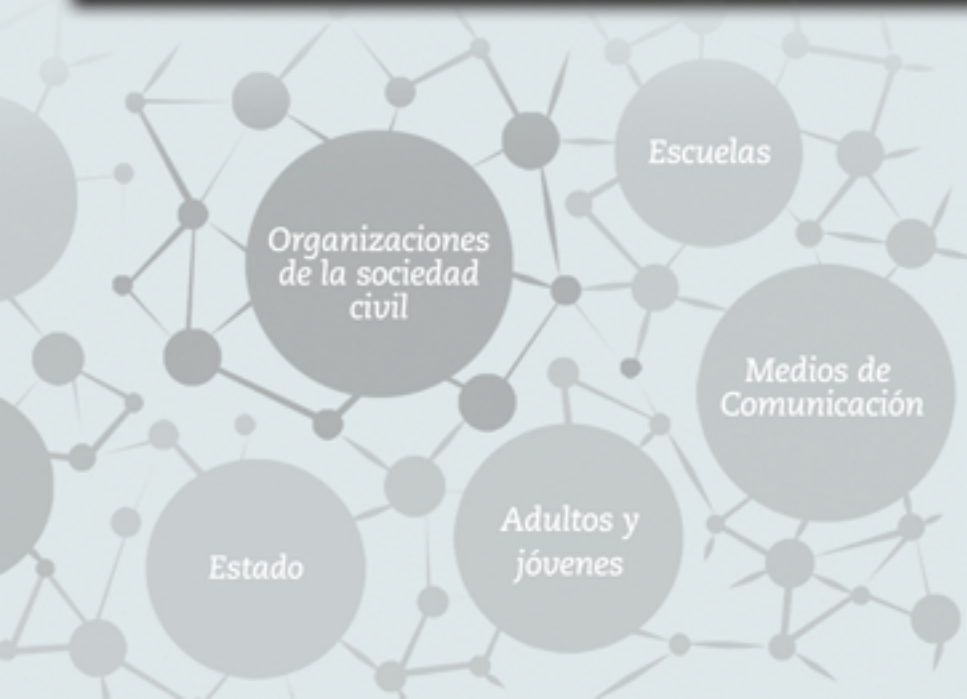 Escuelas
Organizaciones
de la sociedad
civil
Medios de
Comunicación
Adultos y
jóvenes
Estado